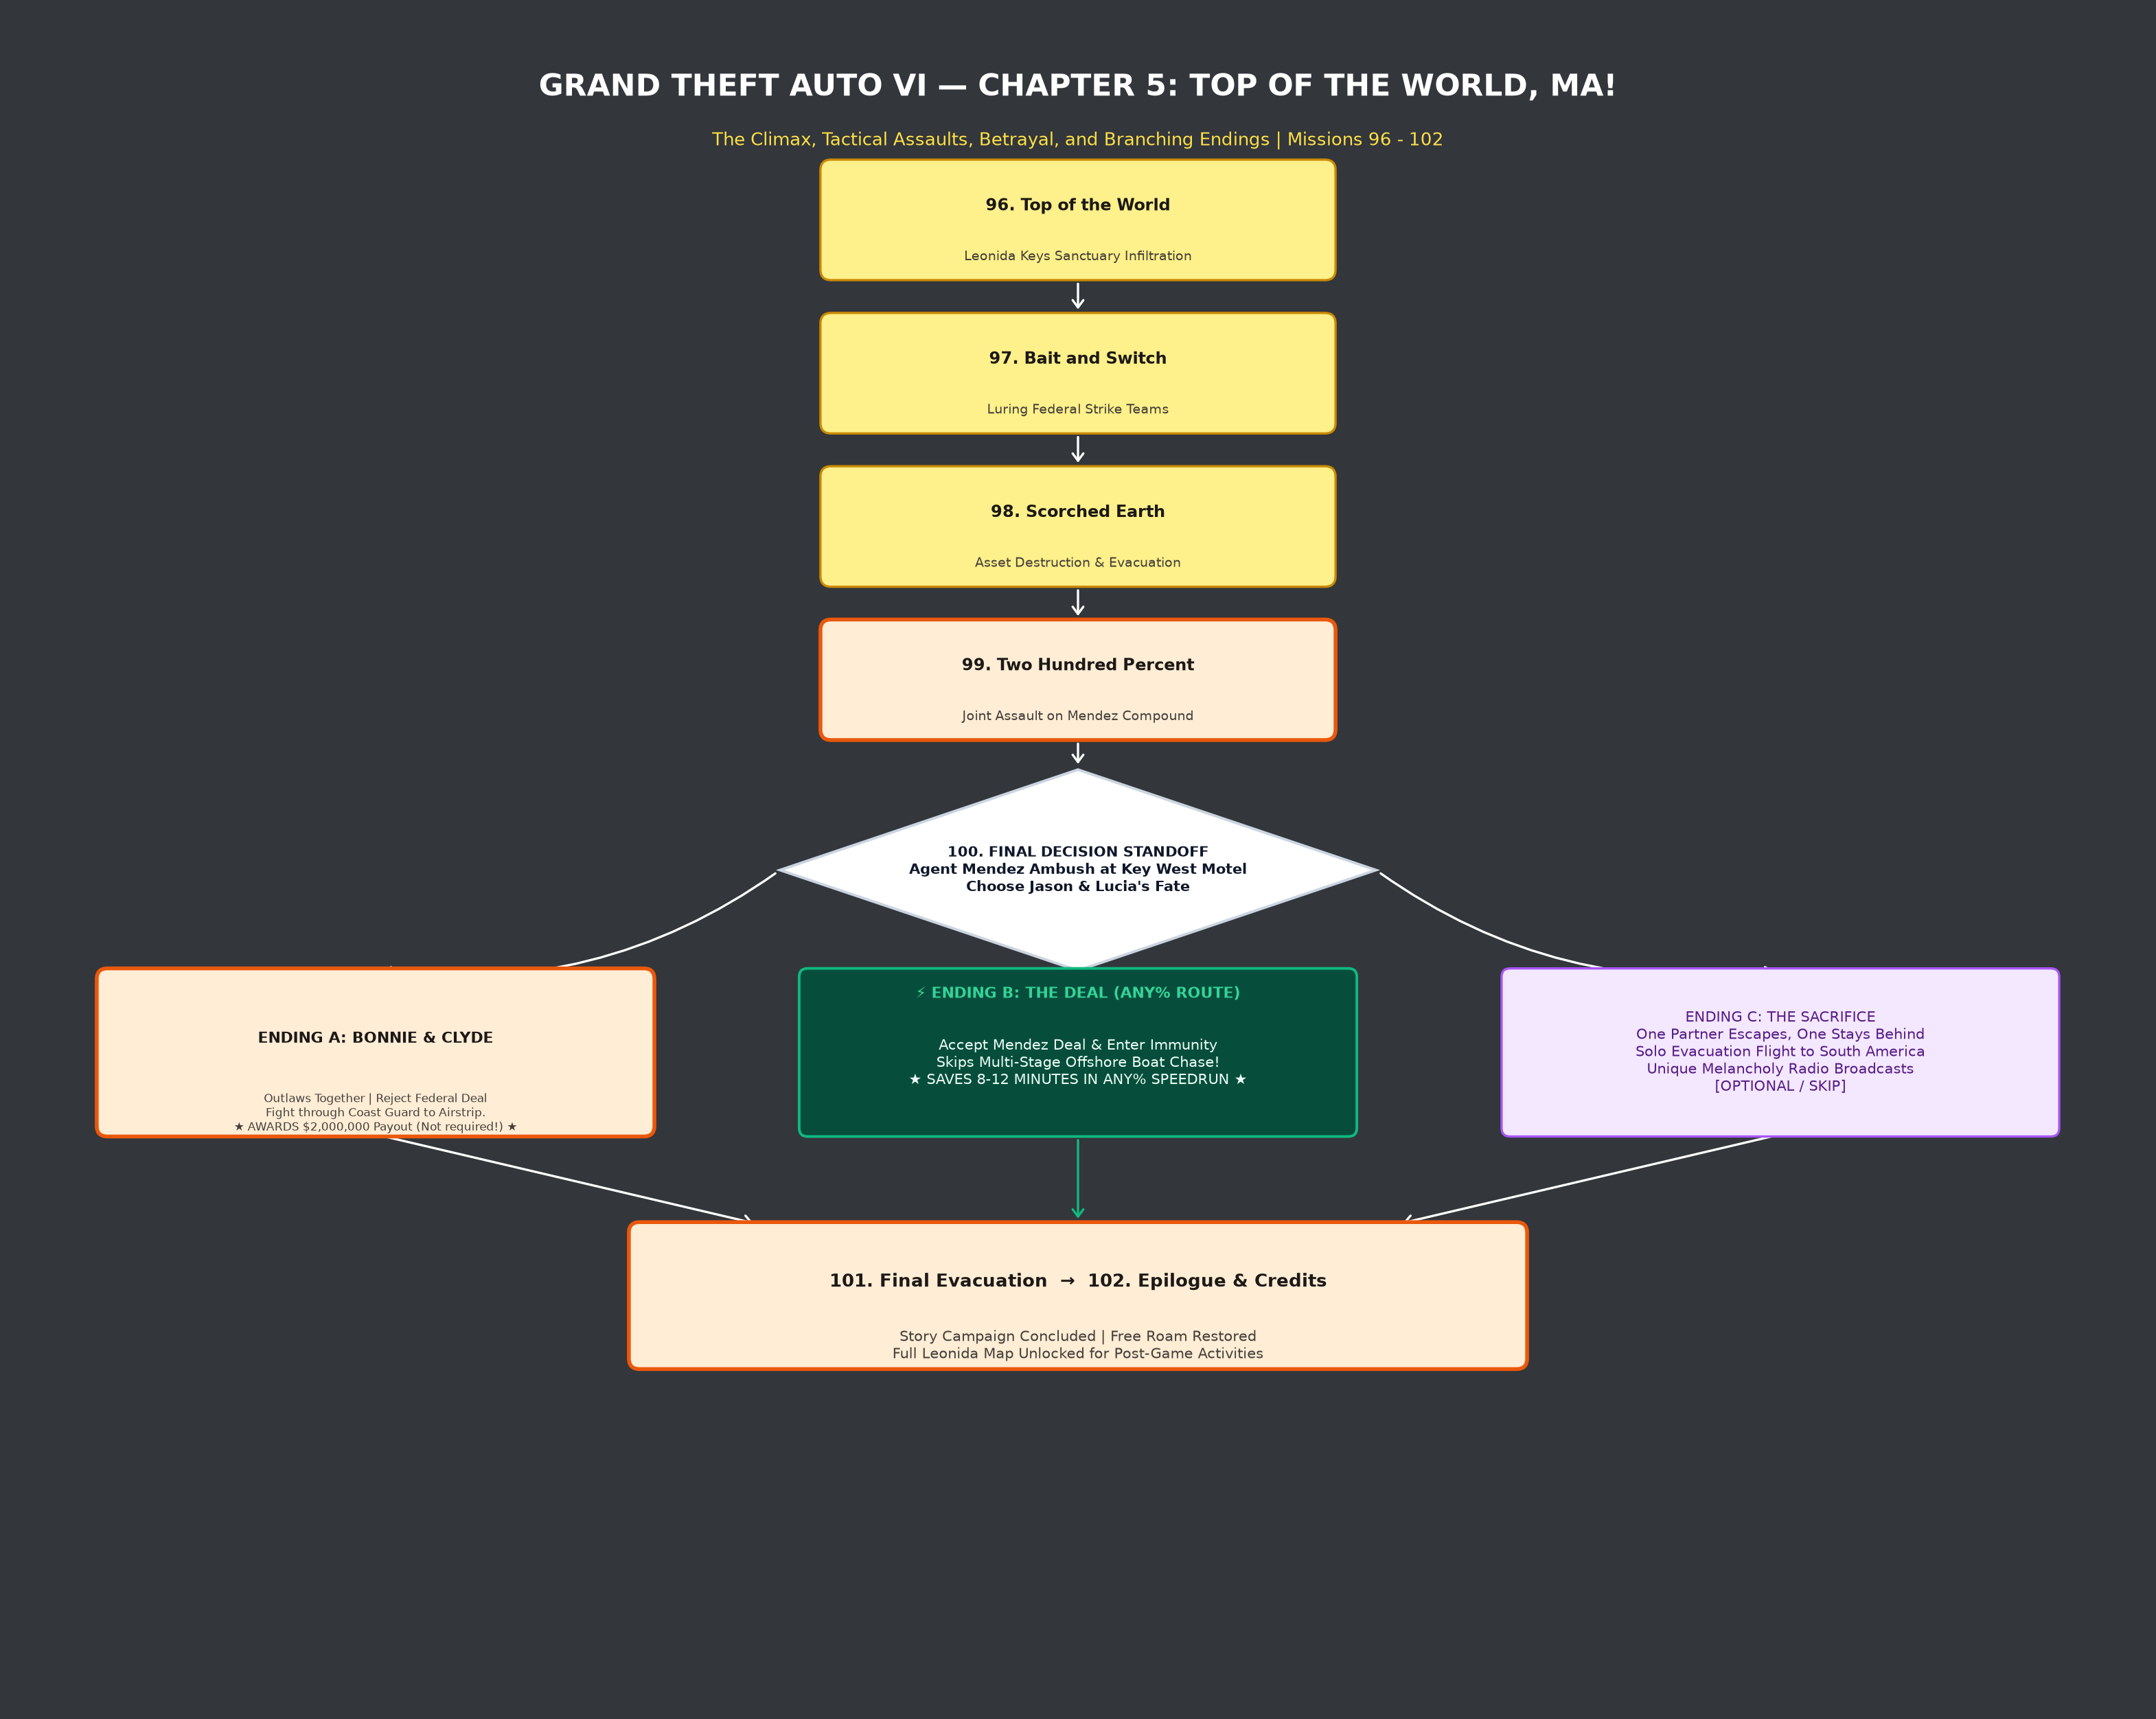 GRAND THEFT AUTO VI — CHAPTER 5: TOP OF THE WORLD, MA!
The Climax, Tactical Assaults, Betrayal, and Branching Endings | Missions 96 - 102
96. Top of the World
Leonida Keys Sanctuary Infiltration
97. Bait and Switch
Luring Federal Strike Teams
98. Scorched Earth
Asset Destruction & Evacuation
99. Two Hundred Percent
Joint Assault on Mendez Compound
100. FINAL DECISION STANDOFF
Agent Mendez Ambush at Key West Motel
Choose Jason & Lucia's Fate
ENDING A: BONNIE & CLYDE
Outlaws Together | Reject Federal Deal
Fight through Coast Guard to Airstrip.
★ AWARDS $2,000,000 Payout (Not required!) ★
⚡ ENDING B: THE DEAL (ANY% ROUTE)
Accept Mendez Deal & Enter Immunity
Skips Multi-Stage Offshore Boat Chase!
★ SAVES 8-12 MINUTES IN ANY% SPEEDRUN ★
ENDING C: THE SACRIFICE
One Partner Escapes, One Stays Behind
Solo Evacuation Flight to South America
Unique Melancholy Radio Broadcasts
[OPTIONAL / SKIP]
101. Final Evacuation → 102. Epilogue & Credits
Story Campaign Concluded | Free Roam Restored
Full Leonida Map Unlocked for Post-Game Activities